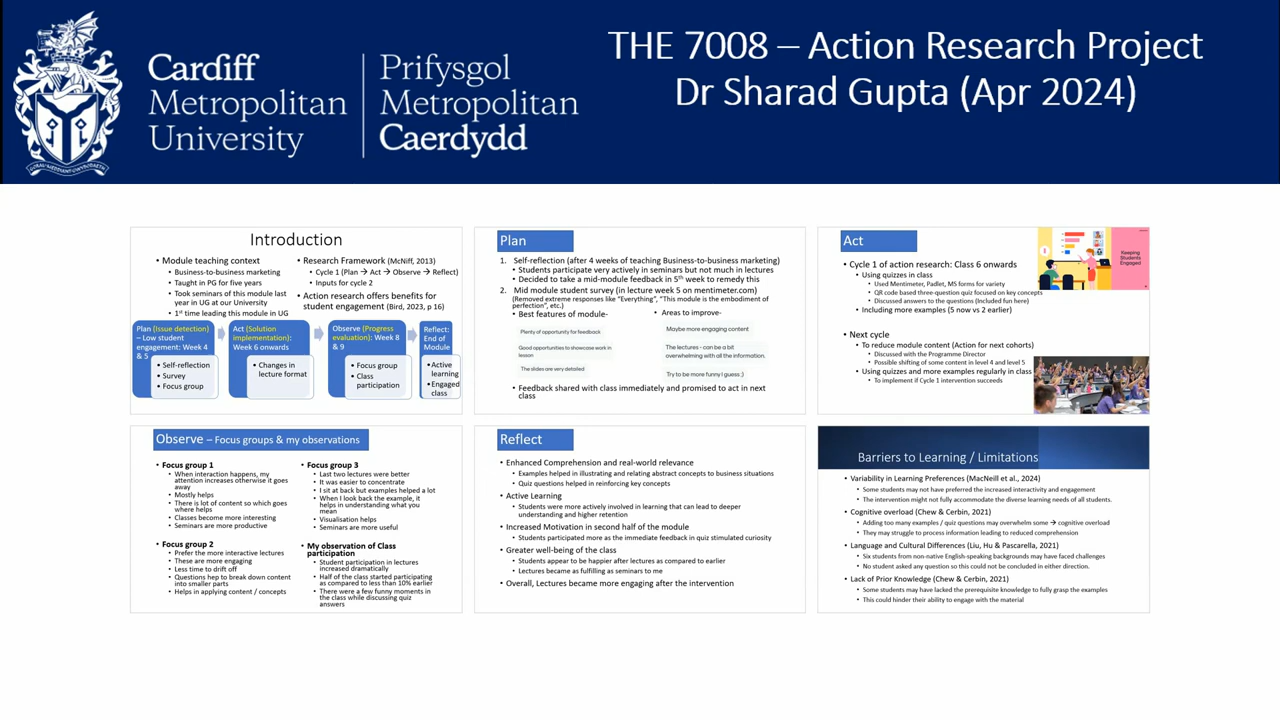 Cardiff
Metropolitan
University
Prifysgol
Metropolitan
Caerdydd
THE 7008 – Action Research Project
Dr Sharad Gupta (Apr 2024)
Introduction
• Module teaching context
• Business-to-business marketing
• Taught in PG for five years
• Took seminars of this module last
year in UG at our University
• 1st time leading this module in UG
• Research Framework (McNiff, 2013)
• Cycle 1 (Plan → Act → Observe → Reflect)
• Inputs for cycle 2
• Action research offers benefits for
student engagement (Bird, 2023, p 16)
Plan (Issue detection)
– Low student
engagement: Week 4
& 5
• Self-reflection
• Survey
• Focus group
Act (Solution
implementation):
Week 6 onwards
• Changes in
lecture format
Observe (Progress
evaluation): Week 8
& 9
• Focus group
• Class
participation
Reflect:
End of
Module
• Active
learning
• Engaged
class
Plan
1. Self-reflection (after 4 weeks of teaching Business-to-business marketing)
• Students participate very actively in seminars but not much in lectures
• Decided to take a mid-module feedback in 5th week to remedy this
2. Mid module student survey (in lecture week 5 on mentimeter.com)
(Removed extreme responses like “Everything”, “This module is the embodiment of
perfection”, etc.)
• Best features of module-
Plenty of opportunity for feedback
Good opportunities to showcase work in
lesson
The slides are very detailed
• Areas to improve-
Maybe more engaging content
The lectures - can be a bit
overwhelming with all the information.
Try to be more funny I guess ;)
• Feedback shared with class immediately and promised to act in next
class
Act
• Cycle 1 of action research: Class 6 onwards
• Using quizzes in class
• Used Mentimeter, Padlet, MS forms for variety
• QR code based three-question quiz focused on key concepts
• Discussed answers to the questions (Included fun here)
• Including more examples (5 now vs 2 earlier)
• Next cycle
• To reduce module content (Action for next cohorts)
• Discussed with the Programme Director
• Possible shifting of some content in level 4 and level 5
• Using quizzes and more examples regularly in class
• To implement if Cycle 1 intervention succeeds
Keeping
Students
Engaged
Observe – Focus groups & my observations
• Focus group 1
• When interaction happens, my
attention increases otherwise it goes
away
• Mostly helps
• There is lot of content so which goes
where helps
• Classes become more interesting
• Seminars are more productive
• Focus group 2
• Prefer the more interactive lectures
• These are more engaging
• Less time to drift off
• Questions hep to break down content
into smaller parts
• Helps in applying content / concepts
• Focus group 3
• Last two lectures were better
• It was easier to concentrate
• I sit at back but examples helped a lot
• When I look back the example, it
helps in understanding what you
mean
• Visualisation helps
• Seminars are more useful
• My observation of Class
participation
• Student participation in lectures
increased dramatically
• Half of the class started participating
as compared to less than 10% earlier
• There were a few funny moments in
the class while discussing quiz
answers
Reflect
• Enhanced Comprehension and real-world relevance
• Examples helped in illustrating and relating abstract concepts to business situations
• Quiz questions helped in reinforcing key concepts
• Active Learning
• Students were more actively involved in learning that can lead to deeper
understanding and higher retention
• Increased Motivation in second half of the module
• Students participated more as the immediate feedback in quiz stimulated curiosity
• Greater well-being of the class
• Students appear to be happier after lectures as compared to earlier
• Lectures became as fulfilling as seminars to me
• Overall, Lectures became more engaging after the intervention
Barriers to Learning / Limitations
• Variability in Learning Preferences (MacNeill et al., 2024)
• Some students may not have preferred the increased interactivity and engagement
• The intervention might not fully accommodate the diverse learning needs of all students.
• Cognitive overload (Chew & Cerbin, 2021)
• Adding too many examples / quiz questions may overwhelm some → cognitive overload
• They may struggle to process information leading to reduced comprehension
• Language and Cultural Differences (Liu, Hu & Pascarella, 2021)
• Six students from non-native English-speaking backgrounds may have faced challenges
• No student asked any question so this could not be concluded in either direction.
• Lack of Prior Knowledge (Chew & Cerbin, 2021)
• Some students may have lacked the prerequisite knowledge to fully grasp the examples
• This could hinder their ability to engage with the material